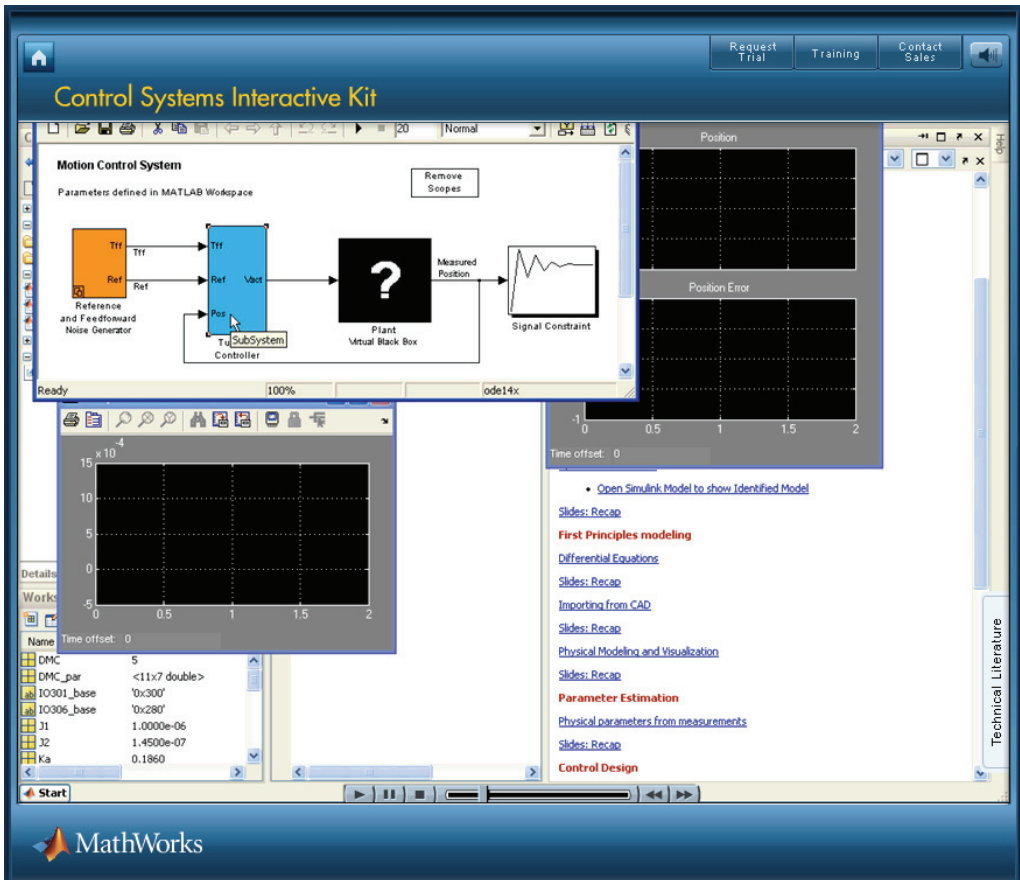 Request
Trial
Training
Contact
Sales
Control Systems Interactive Kit
20
Normal
Motion Control System
Parameters defined in MATLAB Workspace
Remove
Scopes
Tff
Tff
Tff
Ref
Ref
Ref
Vact
Pos
Reference
and Feedforward
Noise Generator
SubSystem
Tu
Controller
?
Plant
Virtual Black Box
Measured
Position
Signal Constraint
Ready
100%
ode14x
Position
Position Error
-1
0
0.5
1
1.5
2
Time offset: 0
Help
x 10
-4
15
10
5
0
-5
0
0.5
1
1.5
2
Time offset: 0
Details
Works
Name
DMC 5
DMC_par <11x7 double>
IO301_base '0x300'
IO306_base '0x280'
J1 1.0000e-06
J2 1.4500e-07
Ka 0.1860
Open Simulink Model to show Identified Model
Slides: Recap
First Principles modeling
Differential Equations
Slides: Recap
Importing from CAD
Slides: Recap
Physical Modeling and Visualization
Slides: Recap
Parameter Estimation
Physical parameters from measurements
Slides: Recap
Control Design
Technical Literature
Start
MathWorks